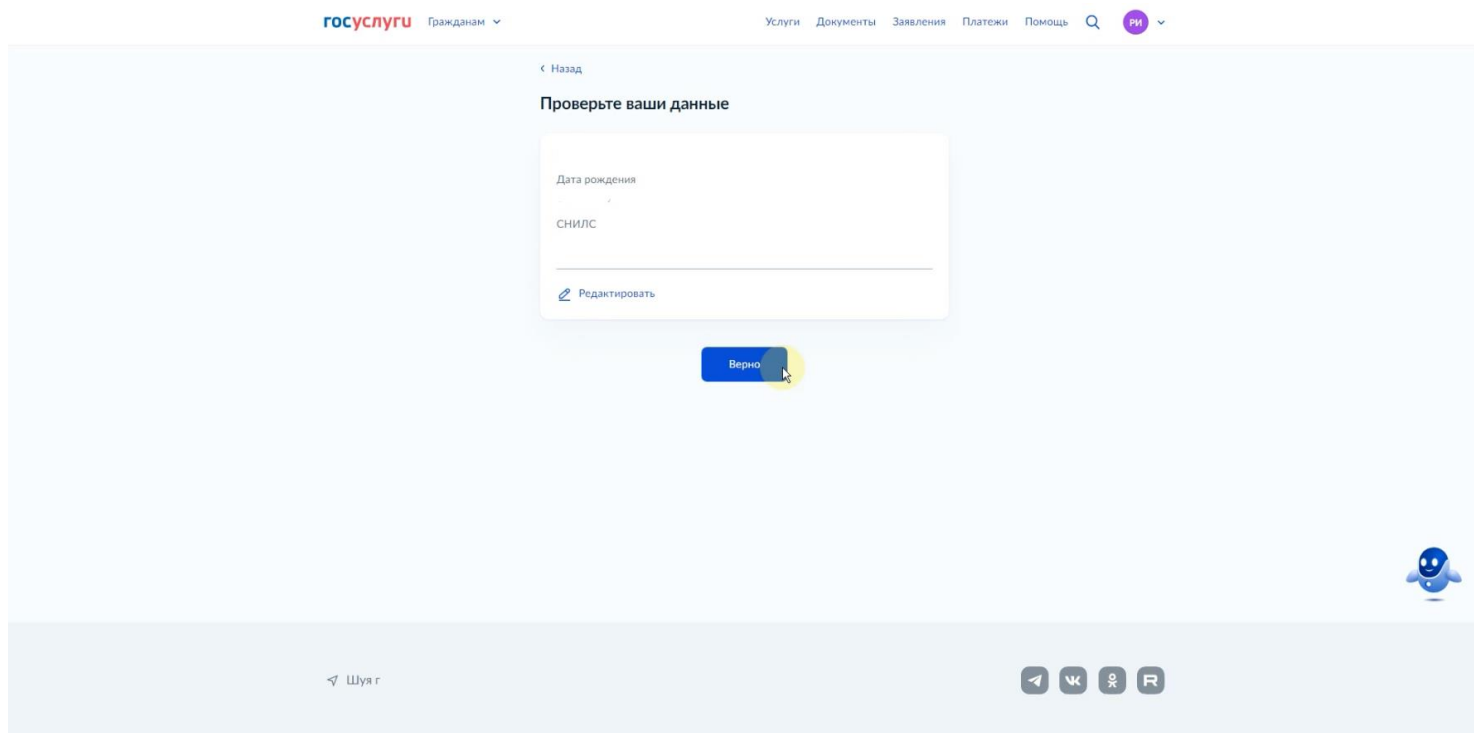 госуслуги Гражданам Услуги Документы Заявления Платежи Помощь РИ
Назад
Проверьте ваши данные
Дата рождения
СНИЛС
Редактировать
Верно
Шуя г